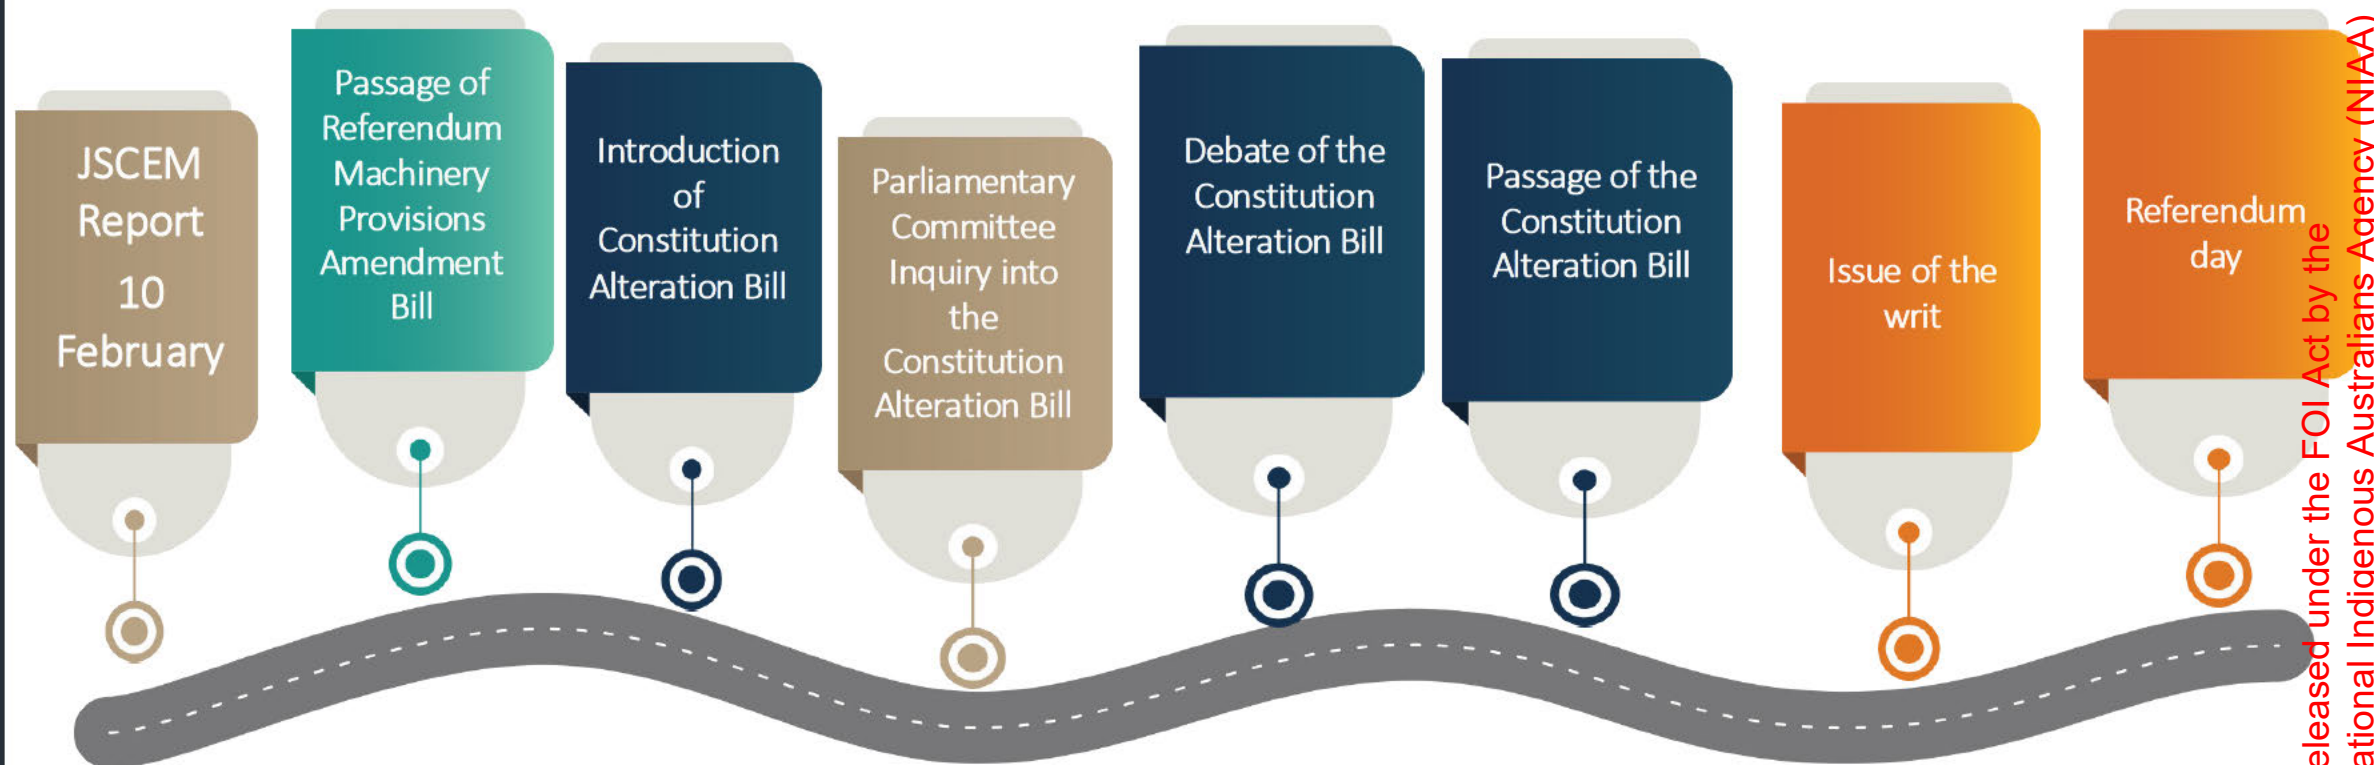 JSCEM
Report
10
February
Passage of
Referendum
Machinery
Provisions
Amendment
Bill
Introduction
of
Constitution
Alteration Bill
Parliamentary
Committee
Inquiry into
the
Constitution
Alteration Bill
Debate of the
Constitution
Alteration Bill
Passage of the
Constitution
Alteration Bill
Issue of the
writ
Referendum
day
eleased under the FOI Act by the
ational Indigenous Australians Agency (NIAA)